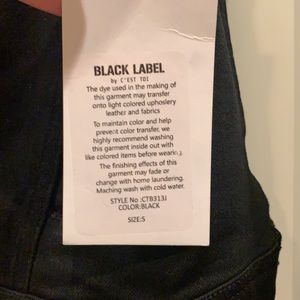 BLACK LABEL
by C'EST TOI
The dye used in the making of
this garment may transfer
onto light colored upholsery
leather and fabrics
To maintain color and help
prevent color transfer, we
highly recommend washing
this garment inside out with
like colored items before wearing.
The finishing effects of this
garment may fade or
change with home laundering.
Maching wash with cold water.
STYLE No :CTB313J
COLOR:BLACK
SIZE:5